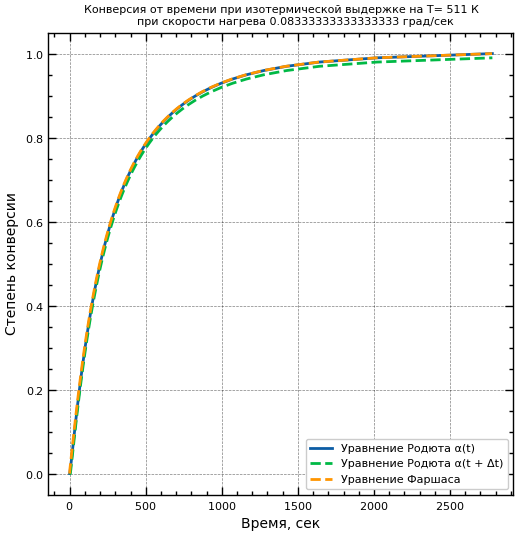 Конверсия от времени при изотермической выдержке на T= 511 К
при скорости нагрева 0.08333333333333333 град/сек
Степень конверсии
1.0
0.8
0.6
0.4
0.2
0.0
Уравнение Родюта α(t)
Уравнение Родюта α(t + Δt)
Уравнение Фаршаса
0 500 1000 1500 2000 2500
Время, сек